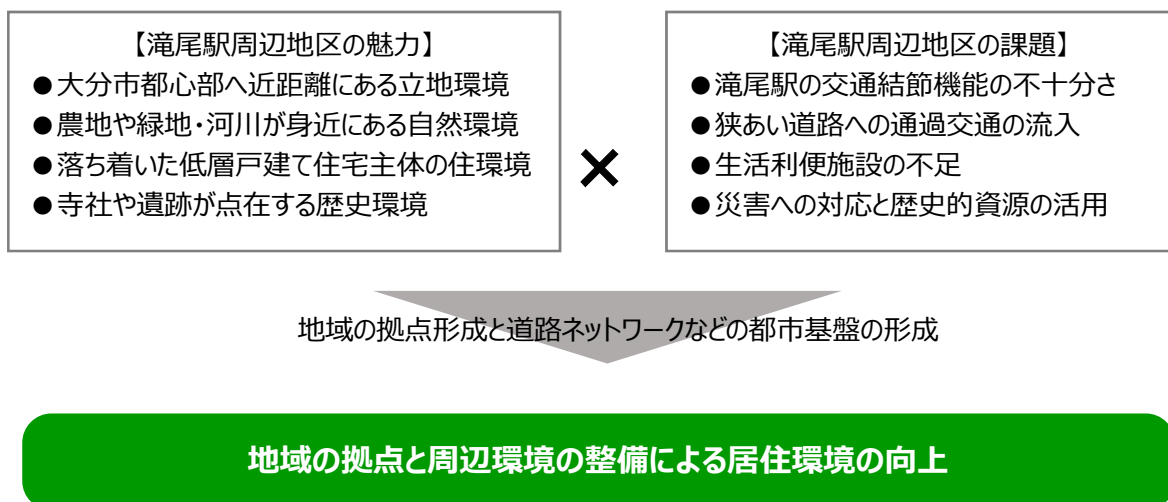 【滝尾駅周辺地区の魅力】
●大分市都心部へ近距離にある立地環境
●農地や緑地・河川が身近にある自然環境
●落ち着いた低層戸建て住宅主体の住環境
●寺社や遺跡が点在する歴史環境
×
【滝尾駅周辺地区の課題】
●滝尾駅の交通結節機能の不十分さ
●狭あい道路への通過交通の流入
●生活利便施設の不足
●災害への対応と歴史的資源の活用
地域の拠点形成と道路ネットワークなどの都市基盤の形成
地域の拠点と周辺環境の整備による居住環境の向上